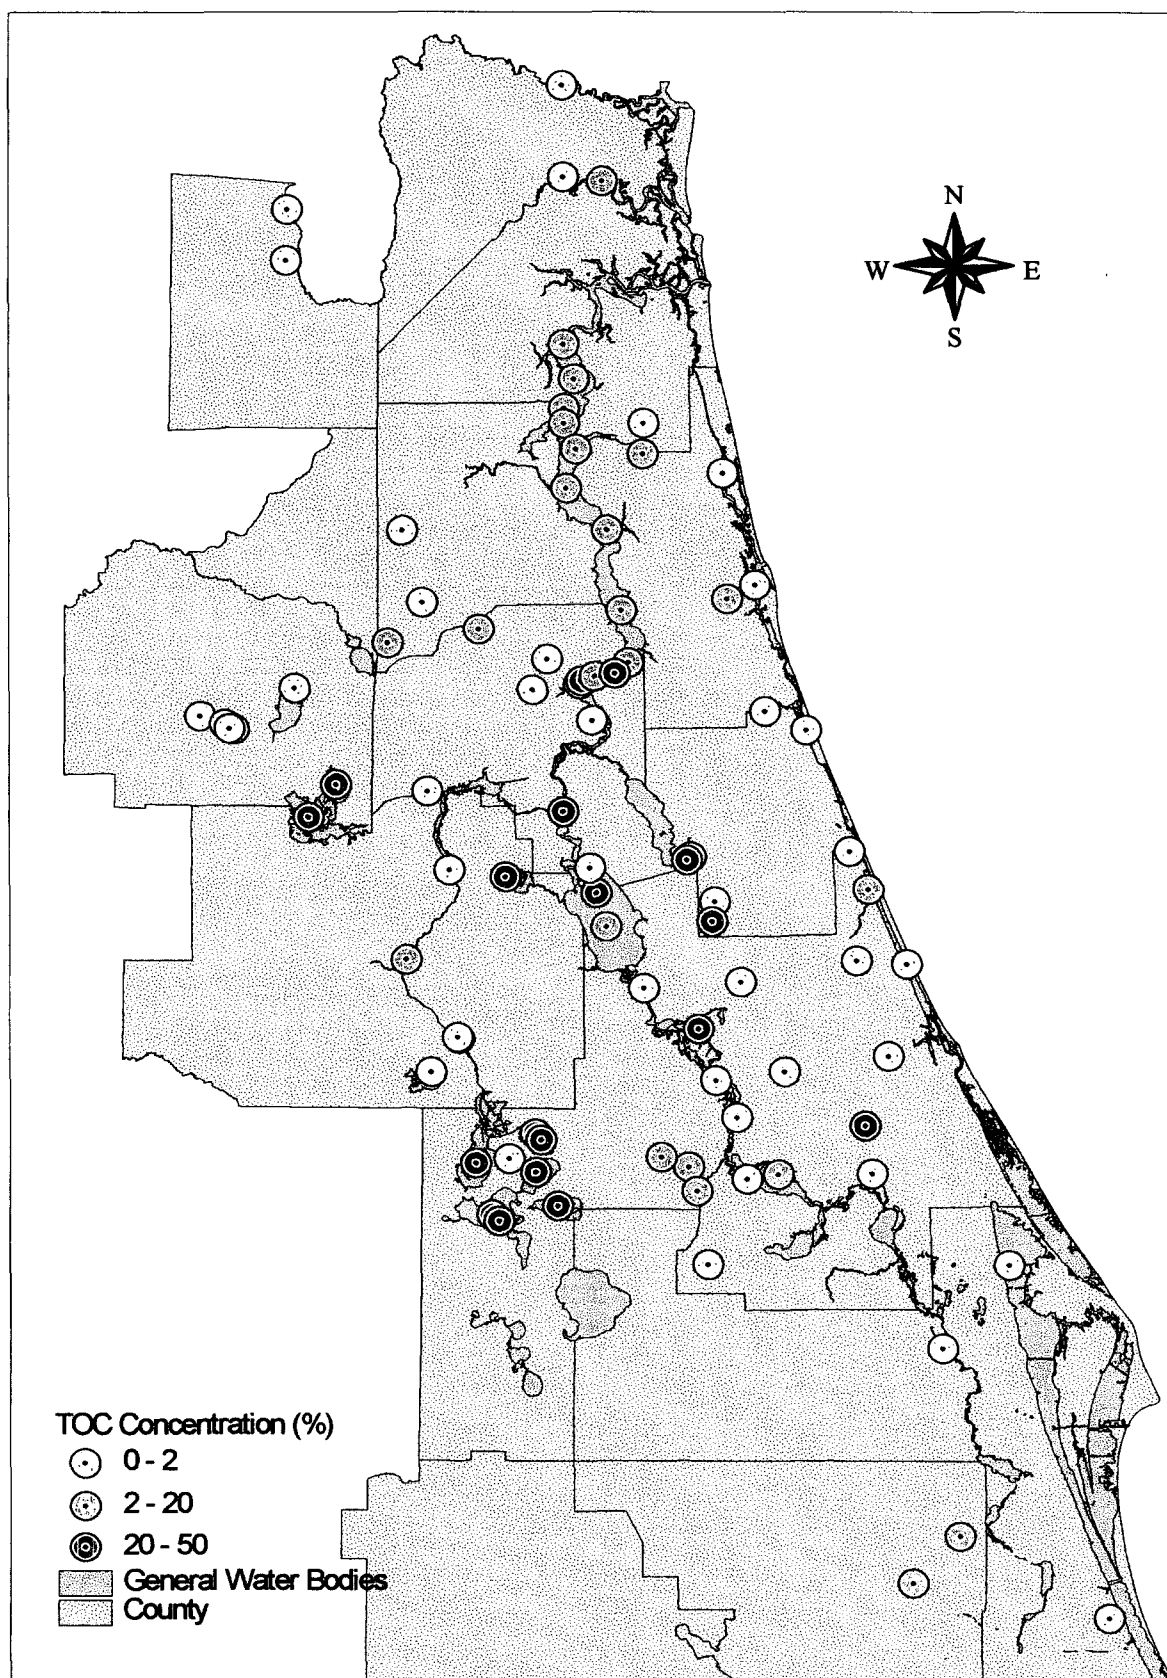 N
W E
S
TOC Concentration (%)
0 - 2
2 - 20
20 - 50
General Water Bodies
County